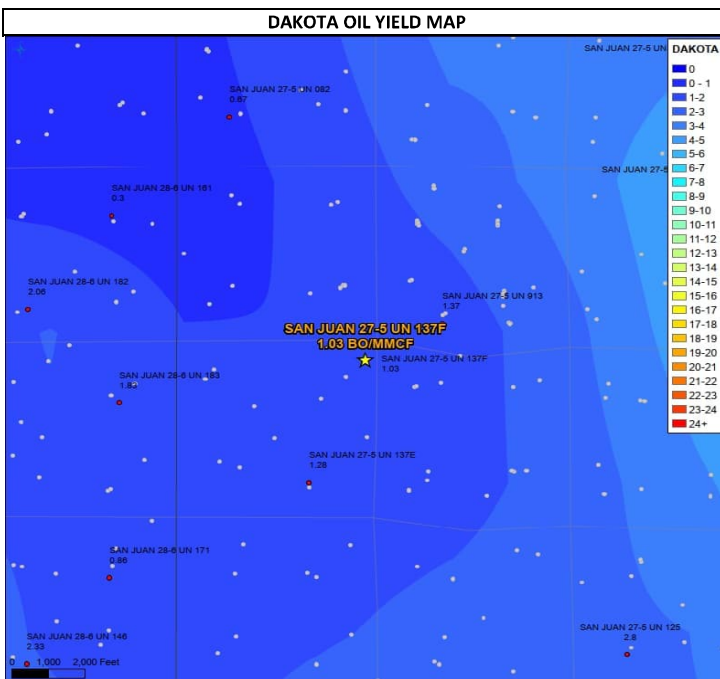 DAKOTA OIL YIELD MAP
SAN JUAN 27-5 UN
DAKOTA
0
0 - 1
1-2
2-3
3-4
4-5
5-6
6-7
7-8
8-9
9-10
10-11
11-12
12-13
13-14
14-15
15-16
16-17
17-18
18-19
19-20
20-21
21-22
22-23
23-24
24+
SAN JUAN 27-5 UN 082
0.67
SAN JUAN 27-5
SAN JUAN 28-6 UN 161
0.3
SAN JUAN 28-6 UN 182
2.06
SAN JUAN 27-5 UN 913
1.37
SAN JUAN 27-5 UN 137F
1.03 BO/MMCF
SAN JUAN 27-5 UN 137F
1.03
SAN JUAN 28-6 UN 183
SAN JUAN 27-5 UN 137E
1.28
SAN JUAN 28-6 UN 171
0.86
SAN JUAN 27-5 UN 125
2.8
SAN JUAN 28-6 UN 146
2.33
0 1,000 2,000 Feet